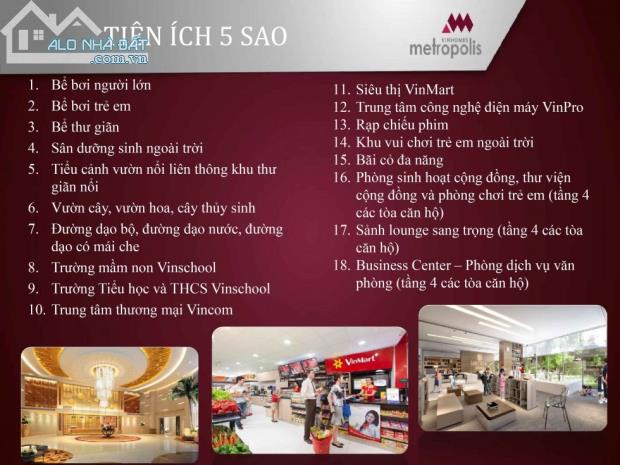 ALO NHÀ ĐẤT
.com.vn
TIỆN ÍCH 5 SAO
VINHOMES
metropolis
1. Bể bơi người lớn
2. Bể bơi trẻ em
3. Bể thư giãn
4. Sân dưỡng sinh ngoài trời
5. Tiểu cảnh vườn nổi liên thông khu thư
giãn nổi
6. Vườn cây, vườn hoa, cây thủy sinh
7. Đường dạo bộ, đường dạo nước, đường
dạo có mái che
8. Trường mầm non Vinschool
9. Trường Tiểu học và THCS Vinschool
10. Trung tâm thương mại Vincom
11. Siêu thị VinMart
12. Trung tâm công nghệ điện máy VinPro
13. Rạp chiếu phim
14. Khu vui chơi trẻ em ngoài trời
15. Bãi cỏ đa năng
16. Phòng sinh hoạt cộng đồng, thư viện
cộng đồng và phòng chơi trẻ em (tầng 4
các tòa căn hộ)
17. Sảnh lounge sang trọng (tầng 4 các tòa
căn hộ)
18. Business Center – Phòng dịch vụ văn
phòng (tầng 4 các tòa căn hộ)
VinMart